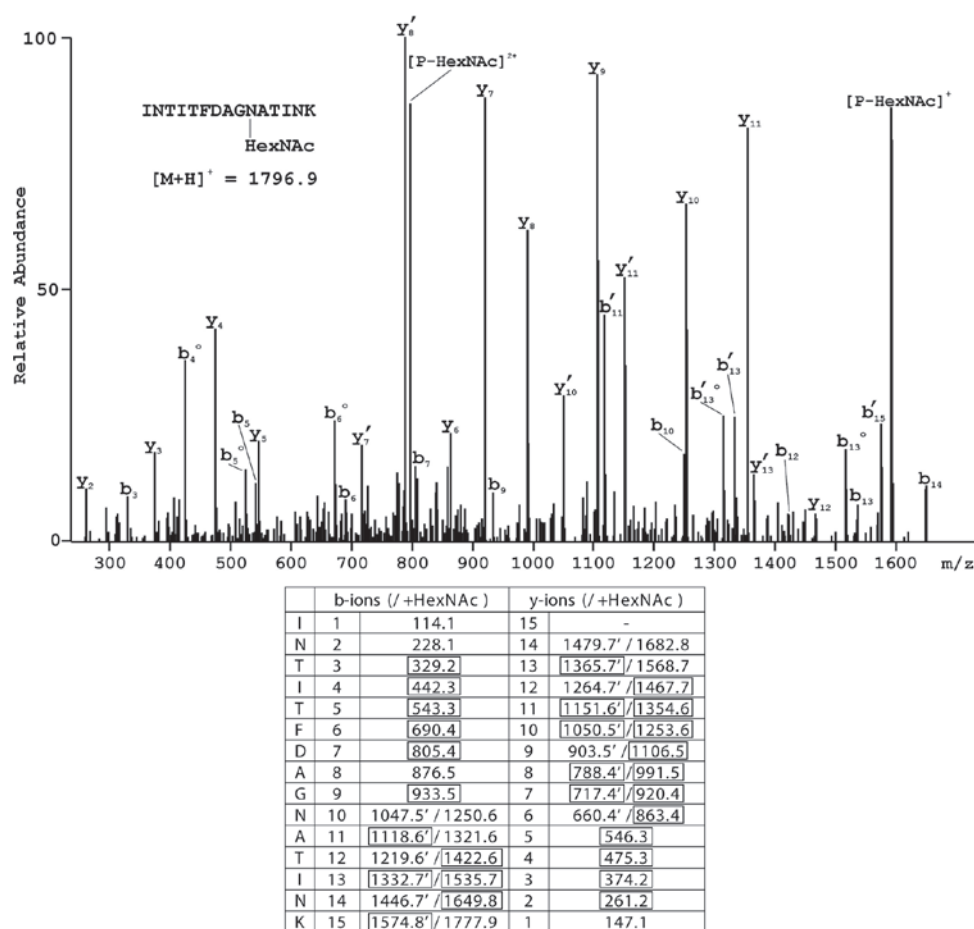 100
50
0
Relative Abundance
INTITFDAGNATINK
HexNAc
[M+H]⁺ = 1796.9
y₂
b₃
y₃
b₄°
y₄
b₅°
b₅
y₅
b₆°
b₆
y₇′
y₈′
[P-HexNAc]²⁺
b₇
y₆
y₇
b₉
y₈
y₁₀′
y₉
b₁₁′
y₁₁′
b₁₀
y₁₀
b₁₃′°
b₁₃′
y₁₁
y₁₃′
b₁₂
y₁₂
b₁₃°
b₁₃
b₁₅′
[P-HexNAc]⁺
b₁₄
300 400 500 600 700 800 900 1000 1100 1200 1300 1400 1500 1600 m/z
b-ions (/ +HexNAc ) y-ions (/ +HexNAc )
I 1 114.1 15 -
N 2 228.1 14 1479.7′ / 1682.8
T 3 329.2 13 1365.7′ / 1568.7
I 4 442.3 12 1264.7′ / 1467.7
T 5 543.3 11 1151.6′ / 1354.6
F 6 690.4 10 1050.5′ / 1253.6
D 7 805.4 9 903.5′ / 1106.5
A 8 876.5 8 788.4′ / 991.5
G 9 933.5 7 717.4′ / 920.4
N 10 1047.5′ / 1250.6 6 660.4′ / 863.4
A 11 1118.6′ / 1321.6 5 546.3
T 12 1219.6′ / 1422.6 4 475.3
I 13 1332.7′ / 1535.7 3 374.2
N 14 1446.7′ / 1649.8 2 261.2
K 15 1574.8′ / 1777.9 1 147.1